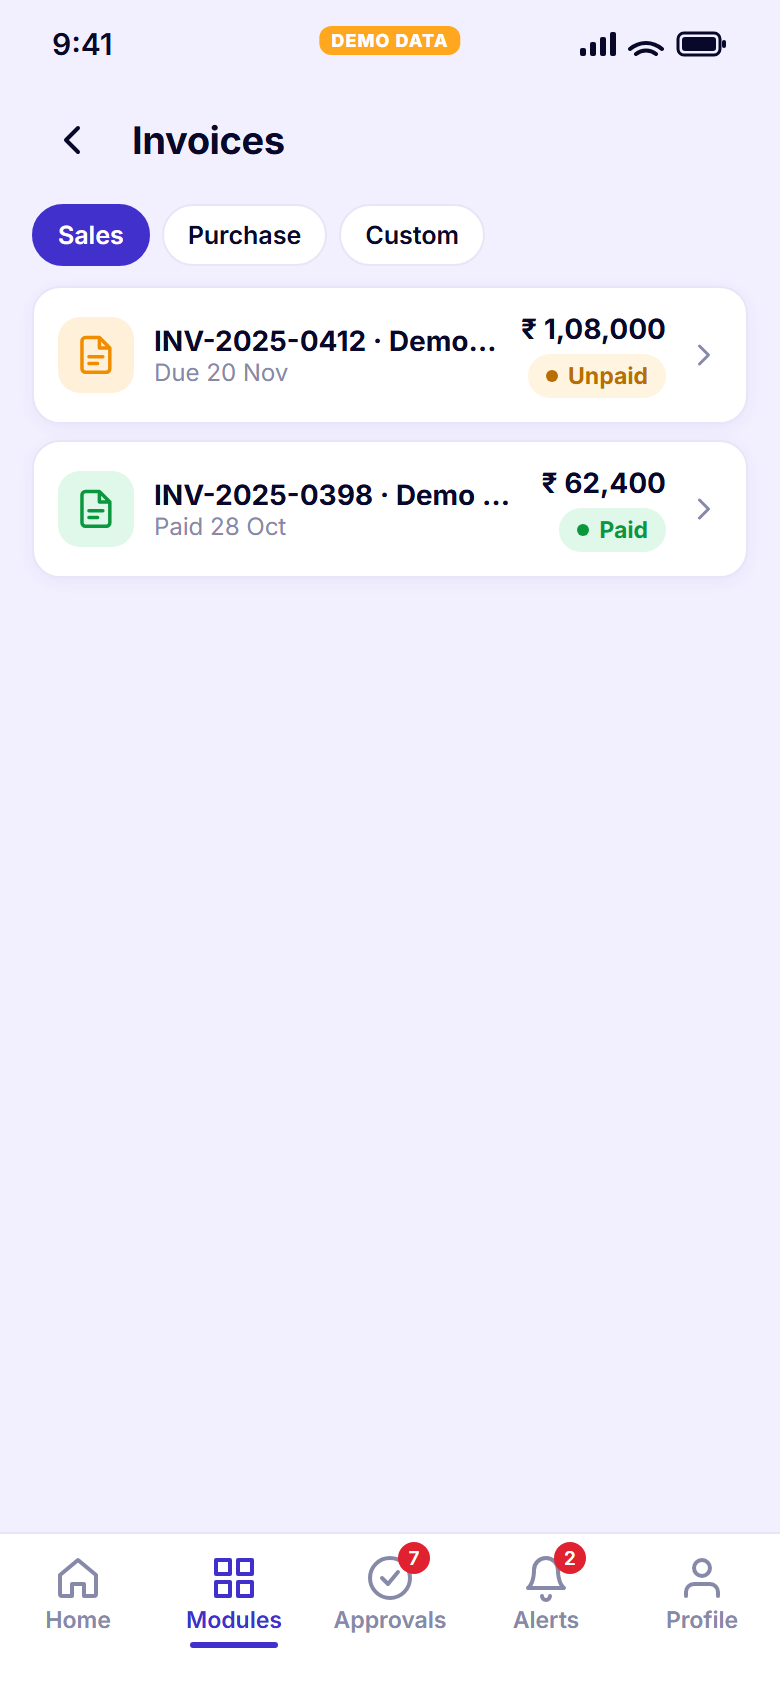 9:41
DEMO DATA
Invoices
Sales
Purchase
Custom
INV-2025-0412 · Demo...
₹ 1,08,000
Due 20 Nov
Unpaid
INV-2025-0398 · Demo ...
₹ 62,400
Paid 28 Oct
Paid
7
2
Home
Modules
Approvals
Alerts
Profile